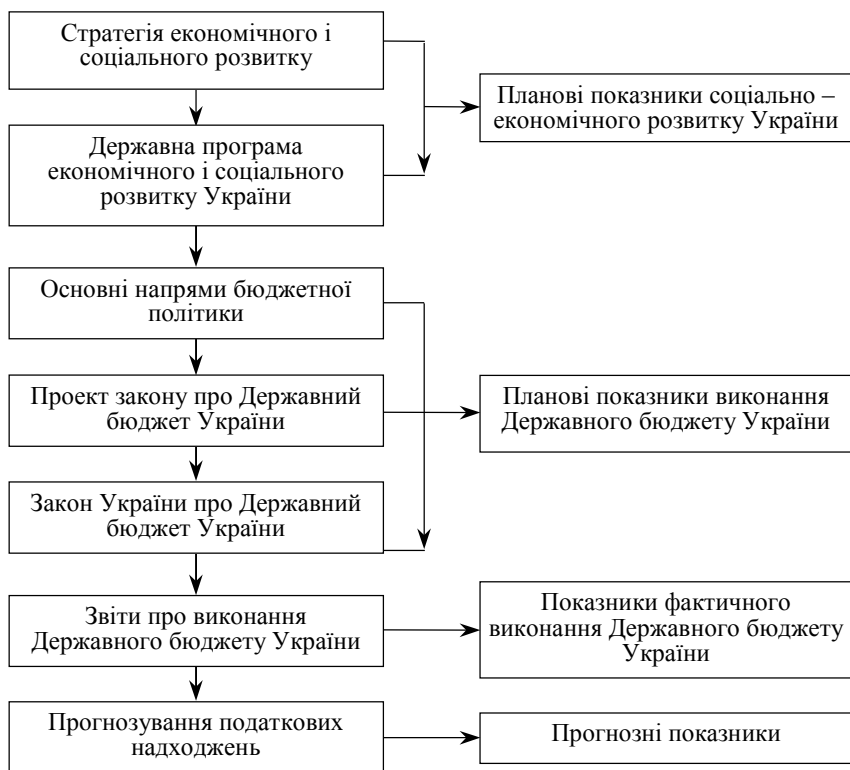 Стратегія економічного і
соціального розвитку
Планові показники соціально –
економічного розвитку України
Державна програма
економічного і соціального
розвитку України
Основні напрями бюджетної
політики
Проект закону про Державний
бюджет України
Планові показники виконання
Державного бюджету України
Закон України про Державний
бюджет України
Звіти про виконання
Державного бюджету України
Показники фактичного
виконання Державного бюджету
України
Прогнозування податкових
надходжень
Прогнозні показники